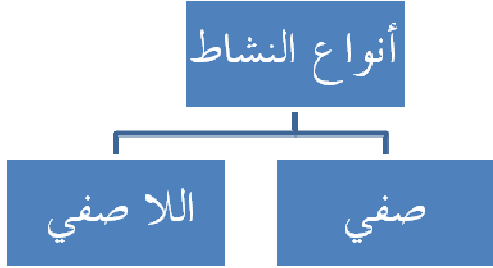 أنواع النشاط
صفي
اللا صفي